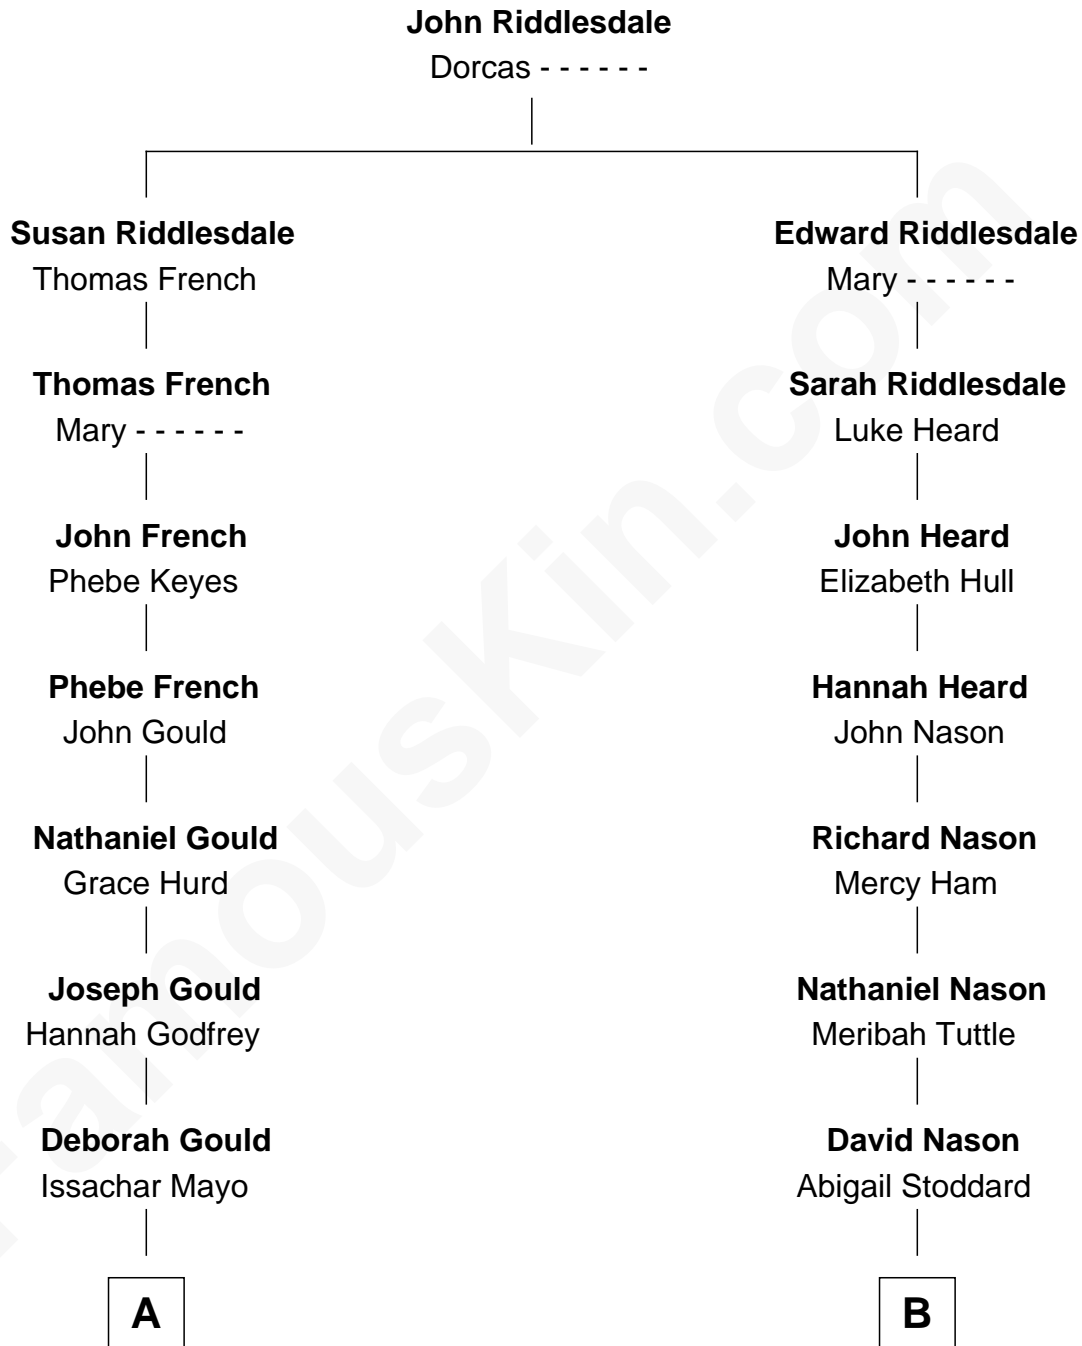 John Riddlesdale
Dorcas - - - - - -
Susan Riddlesdale
Thomas French
Edward Riddlesdale
Mary - - - - - -
Thomas French
Mary - - - - - -
Sarah Riddlesdale
Luke Heard
John French
Phebe Keyes
John Heard
Elizabeth Hull
Phebe French
John Gould
Hannah Heard
John Nason
Nathaniel Gould
Grace Hurd
Richard Nason
Mercy Ham
Joseph Gould
Hannah Godfrey
Nathaniel Nason
Meribah Tuttle
Deborah Gould
Issachar Mayo
David Nason
Abigail Stoddard
A
B
FamousKin.com